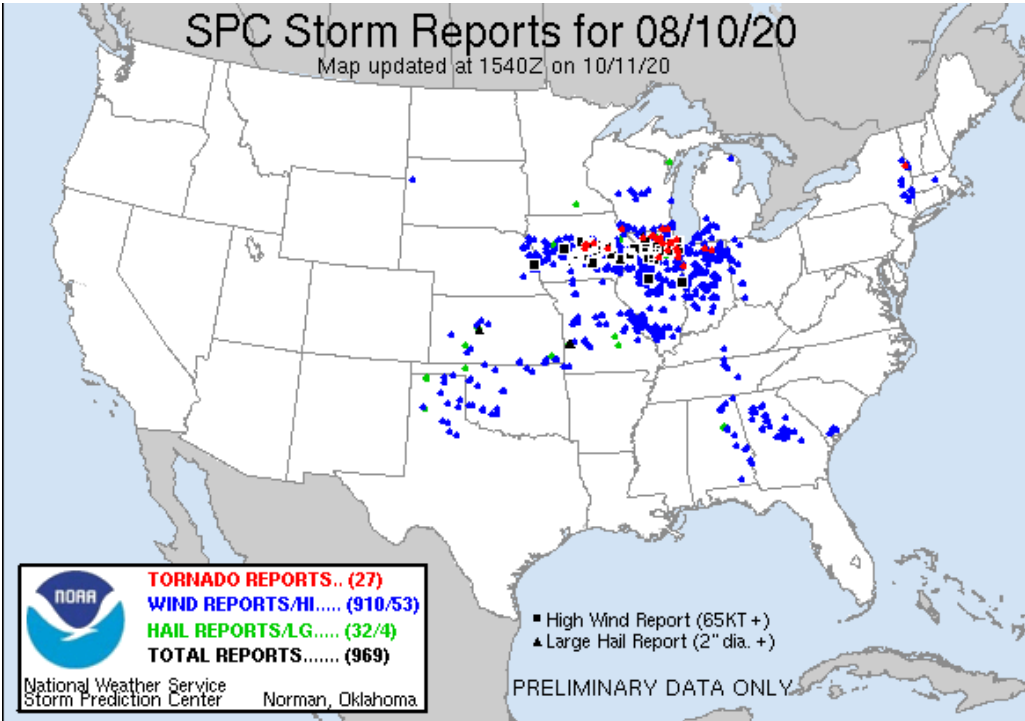 SPC Storm Reports for 08/10/20
Map updated at 1540Z on 10/11/20
NOAA
TORNADO REPORTS.. (27)
WIND REPORTS/HI..... (910/53)
HAIL REPORTS/LG..... (32/4)
TOTAL REPORTS....... (969)
National Weather Service
Storm Prediction Center
Norman, Oklahoma
High Wind Report (65KT +)
Large Hail Report (2" dia. +)
PRELIMINARY DATA ONLY